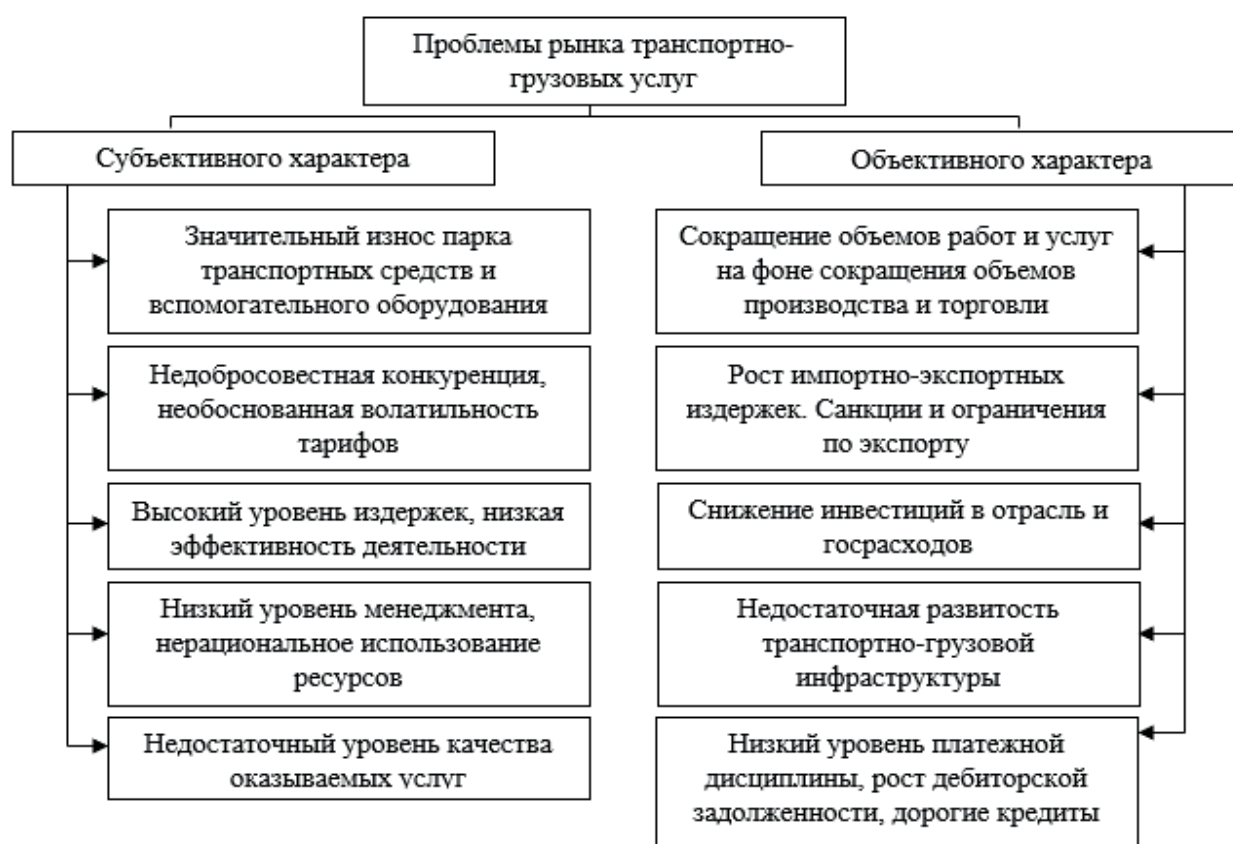 Проблемы рынка транспортно-
грузовых услуг
Субъективного характера
Объективного характера
Значительный износ парка
транспортных средств и
вспомогательного оборудования
Недобросовестная конкуренция,
необоснованная волатильность
тарифов
Высокий уровень издержек, низкая
эффективность деятельности
Низкий уровень менеджмента,
нерациональное использование
ресурсов
Недостаточный уровень качества
оказываемых услуг
Сокращение объемов работ и услуг
на фоне сокращения объемов
производства и торговли
Рост импортно-экспортных
издержек. Санкции и ограничения
по экспорту
Снижение инвестиций в отрасль и
госрасходов
Недостаточная развитость
транспортно-грузовой
инфраструктуры
Низкий уровень платежной
дисциплины, рост дебиторской
задолженности, дорогие кредиты